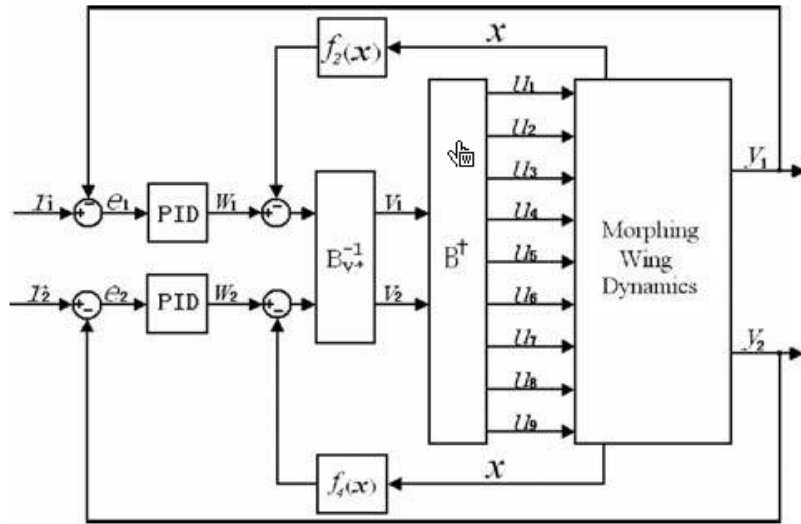 f₂(x)
x
r₁
e₁
PID
W₁
B_{v*}^{-1}
V₁
B†
U₁
U₂
U₃
U₄
U₅
U₆
U₇
U₈
U₉
Morphing
Wing
Dynamics
y₁
r₂
e₂
PID
W₂
V₂
y₂
f₄(x)
x